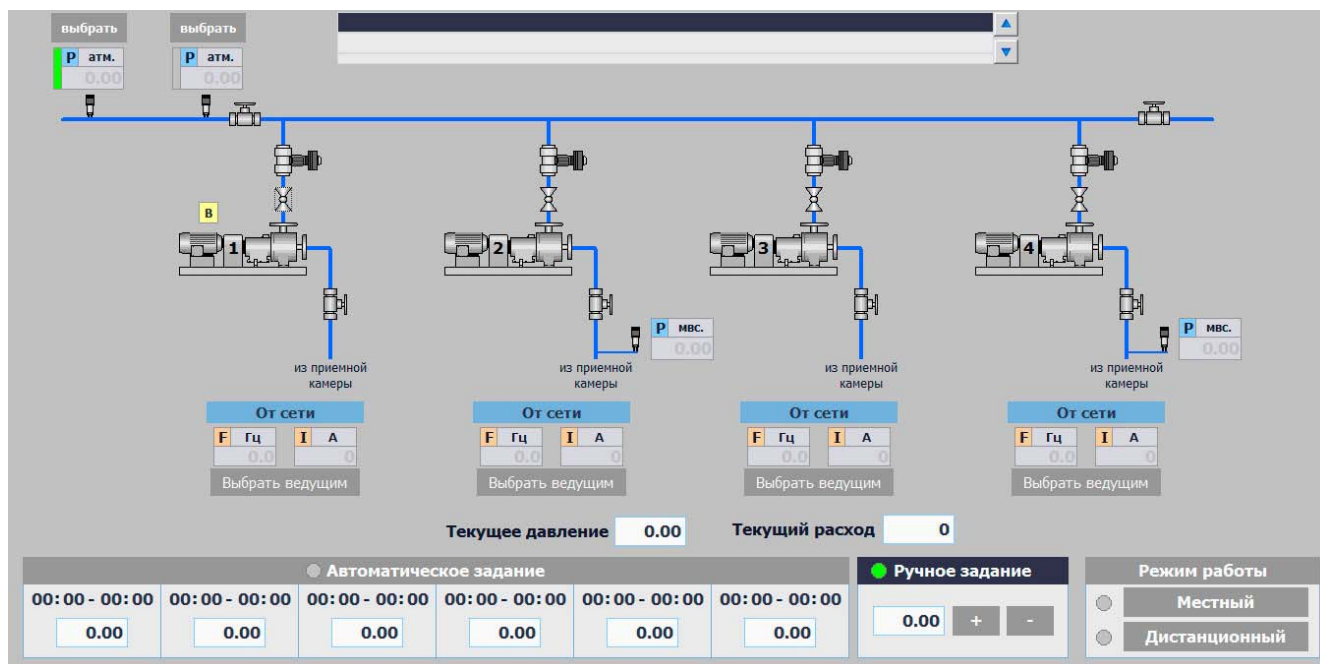 выбрать выбрать
P атм. P атм.
0.00 0.00
В
1 2 3 4
P мвс. P мвс.
0.00 0.00
из приемной из приемной из приемной из приемной
камеры камеры камеры камеры
От сети От сети От сети От сети
F Гц I А F Гц I А F Гц I А F Гц I А
0.0 0 0.0 0 0.0 0 0.0 0
Выбрать ведущим Выбрать ведущим Выбрать ведущим Выбрать ведущим
Текущее давление 0.00 Текущий расход 0
Автоматическое задание Ручное задание Режим работы
00:00 - 00:00 00:00 - 00:00 00:00 - 00:00 00:00 - 00:00 00:00 - 00:00 00:00 - 00:00 Местный
0.00 0.00 0.00 0.00 0.00 0.00 0.00 + - Дистанционный